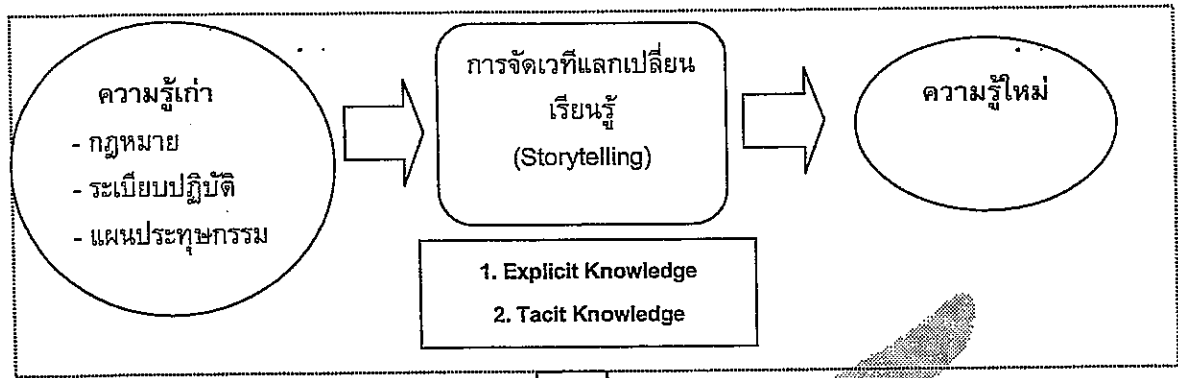 ความรู้เก่า
- กฎหมาย
- ระเบียบปฏิบัติ
- แผนประทุษกรรม
การจัดเวทีแลกเปลี่ยน
เรียนรู้
(Storytelling)
1. Explicit Knowledge
2. Tacit Knowledge
ความรู้ใหม่